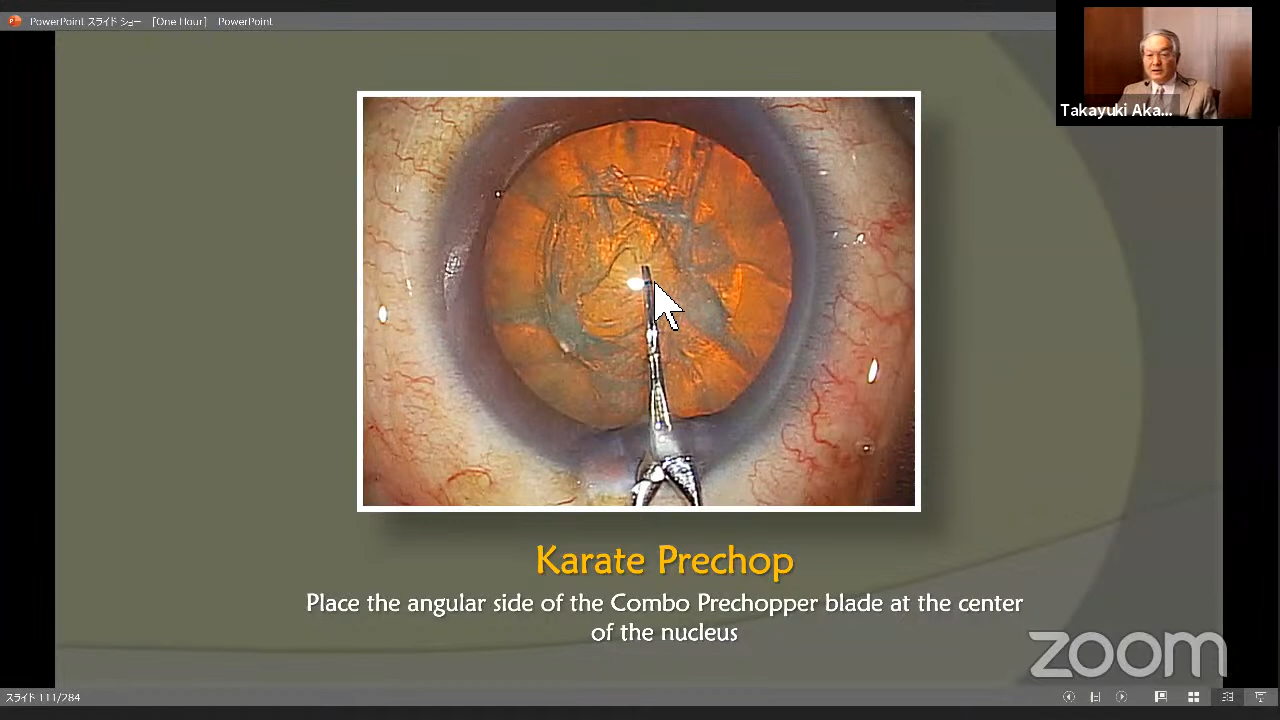 PowerPoint スライド ショー [One Hour] PowerPoint
Takayuki Aka...
Karate Prechop
Place the angular side of the Combo Prechopper blade at the center
of the nucleus
zoom
スライド 111/284